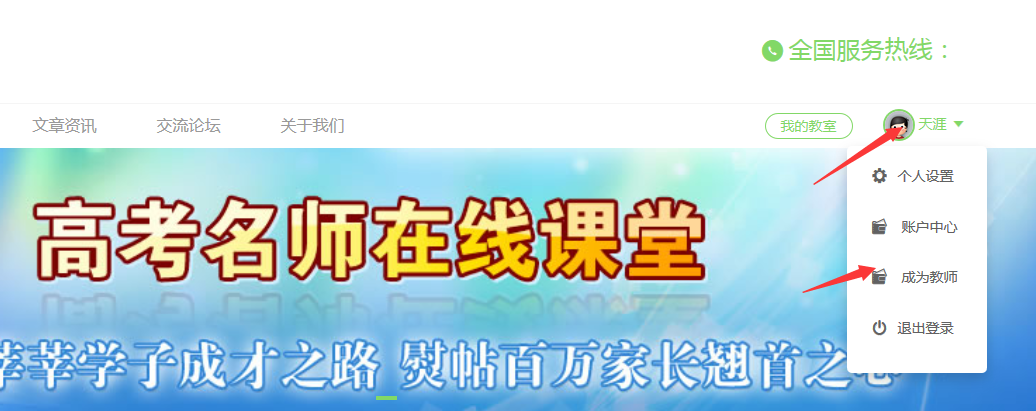 全国服务热线：
文章资讯 交流论坛 关于我们 我的教室 天涯
个人设置
账户中心
成为教师
退出登录
高考名师在线课堂
莘莘学子成才之路 熨帖百万家长翘首之心